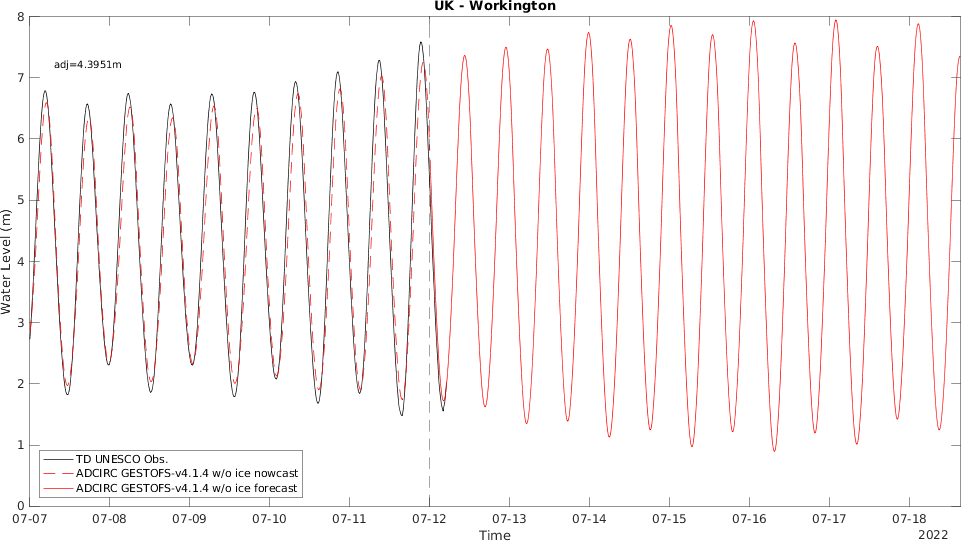 UK - Workington
8
7
6
5
4
3
2
1
0
Water Level (m)
adj=4.3951m
TD UNESCO Obs.
ADCIRC GESTOFS-v4.1.4 w/o ice nowcast
ADCIRC GESTOFS-v4.1.4 w/o ice forecast
07-07 07-08 07-09 07-10 07-11 07-12 07-13 07-14 07-15 07-16 07-17 07-18
Time
2022